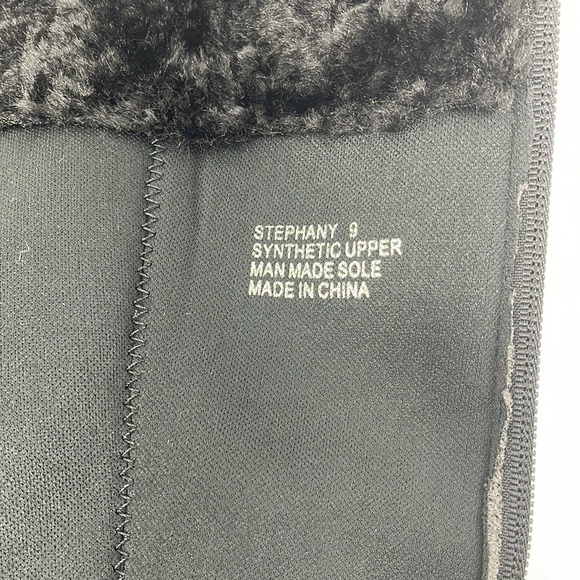 STEPHANY 9
SYNTHETIC UPPER
MAN MADE SOLE
MADE IN CHINA